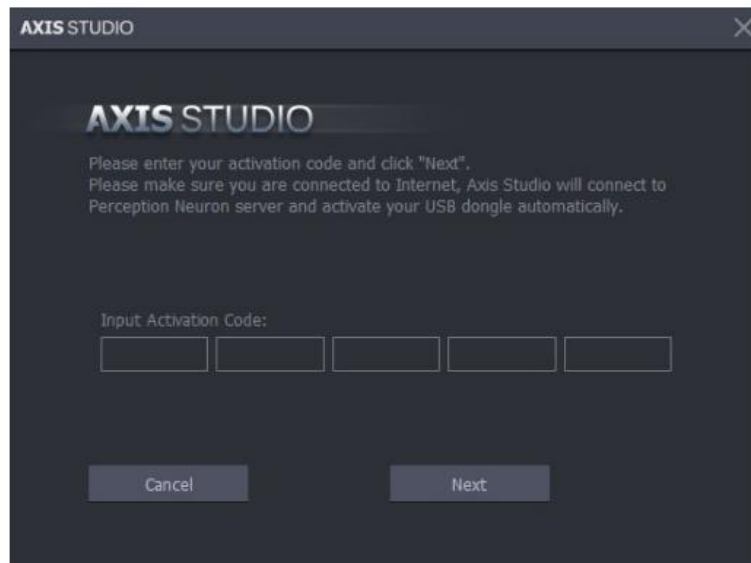 AXIS STUDIO
AXIS STUDIO
Please enter your activation code and click "Next".
Please make sure you are connected to Internet, Axis Studio will connect to
Perception Neuron server and activate your USB dongle automatically.
Input Activation Code:
Cancel
Next